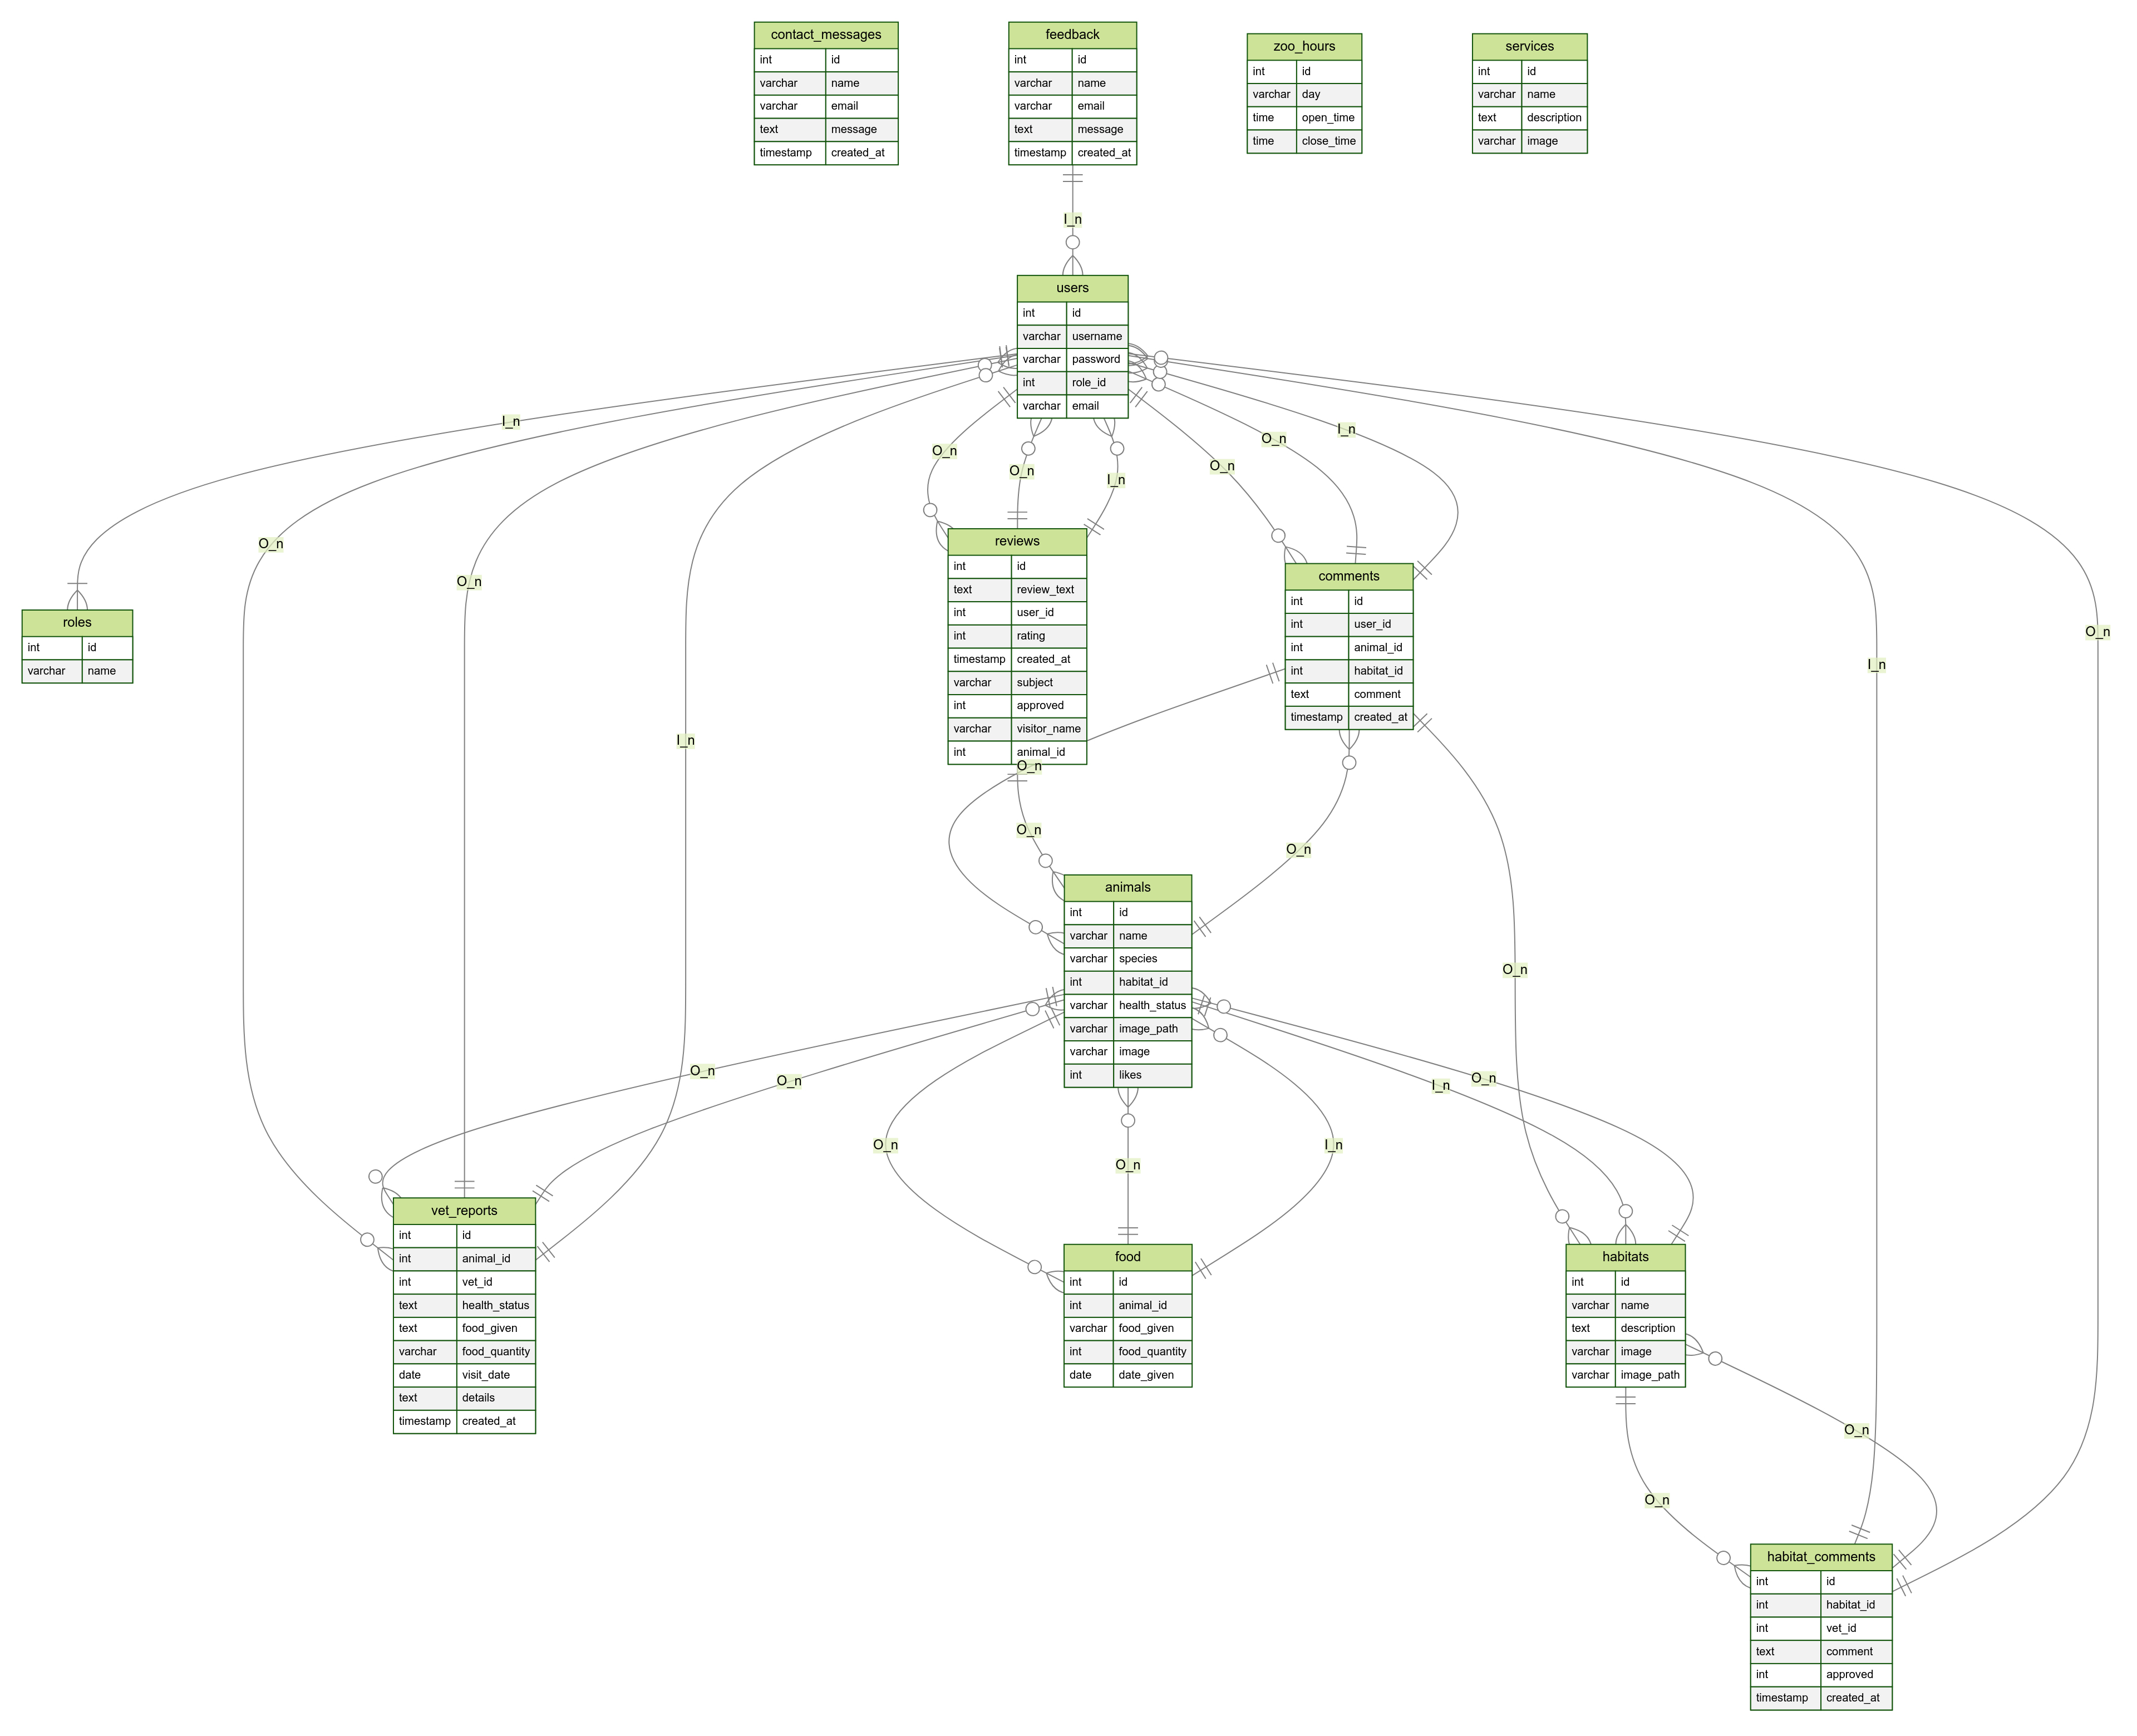 contact_messages
int id
varchar name
varchar email
text message
timestamp created_at
feedback
int id
varchar name
varchar email
text message
timestamp created_at
zoo_hours
int id
varchar day
time open_time
time close_time
services
int id
varchar name
text description
varchar image
I_n
users
int id
varchar username
varchar password
int role_id
varchar email
I_n
O_n
O_n
I_n
O_n
O_n
I_n
O_n
O_n
I_n
I_n
O_n
roles
int id
varchar name
reviews
int id
text review_text
int user_id
int rating
timestamp created_at
varchar subject
int approved
varchar visitor_name
int animal_id
comments
int id
int user_id
int animal_id
int habitat_id
text comment
timestamp created_at
O_n
O_n
O_n
O_n
animals
int id
varchar name
varchar species
int habitat_id
varchar health_status
varchar image_path
varchar image
int likes
O_n
O_n
O_n
O_n
I_n
I_n
O_n
vet_reports
int id
int animal_id
int vet_id
text health_status
text food_given
varchar food_quantity
date visit_date
text details
timestamp created_at
food
int id
int animal_id
varchar food_given
int food_quantity
date date_given
habitats
int id
varchar name
text description
varchar image
varchar image_path
O_n
O_n
habitat_comments
int id
int habitat_id
int vet_id
text comment
int approved
timestamp created_at